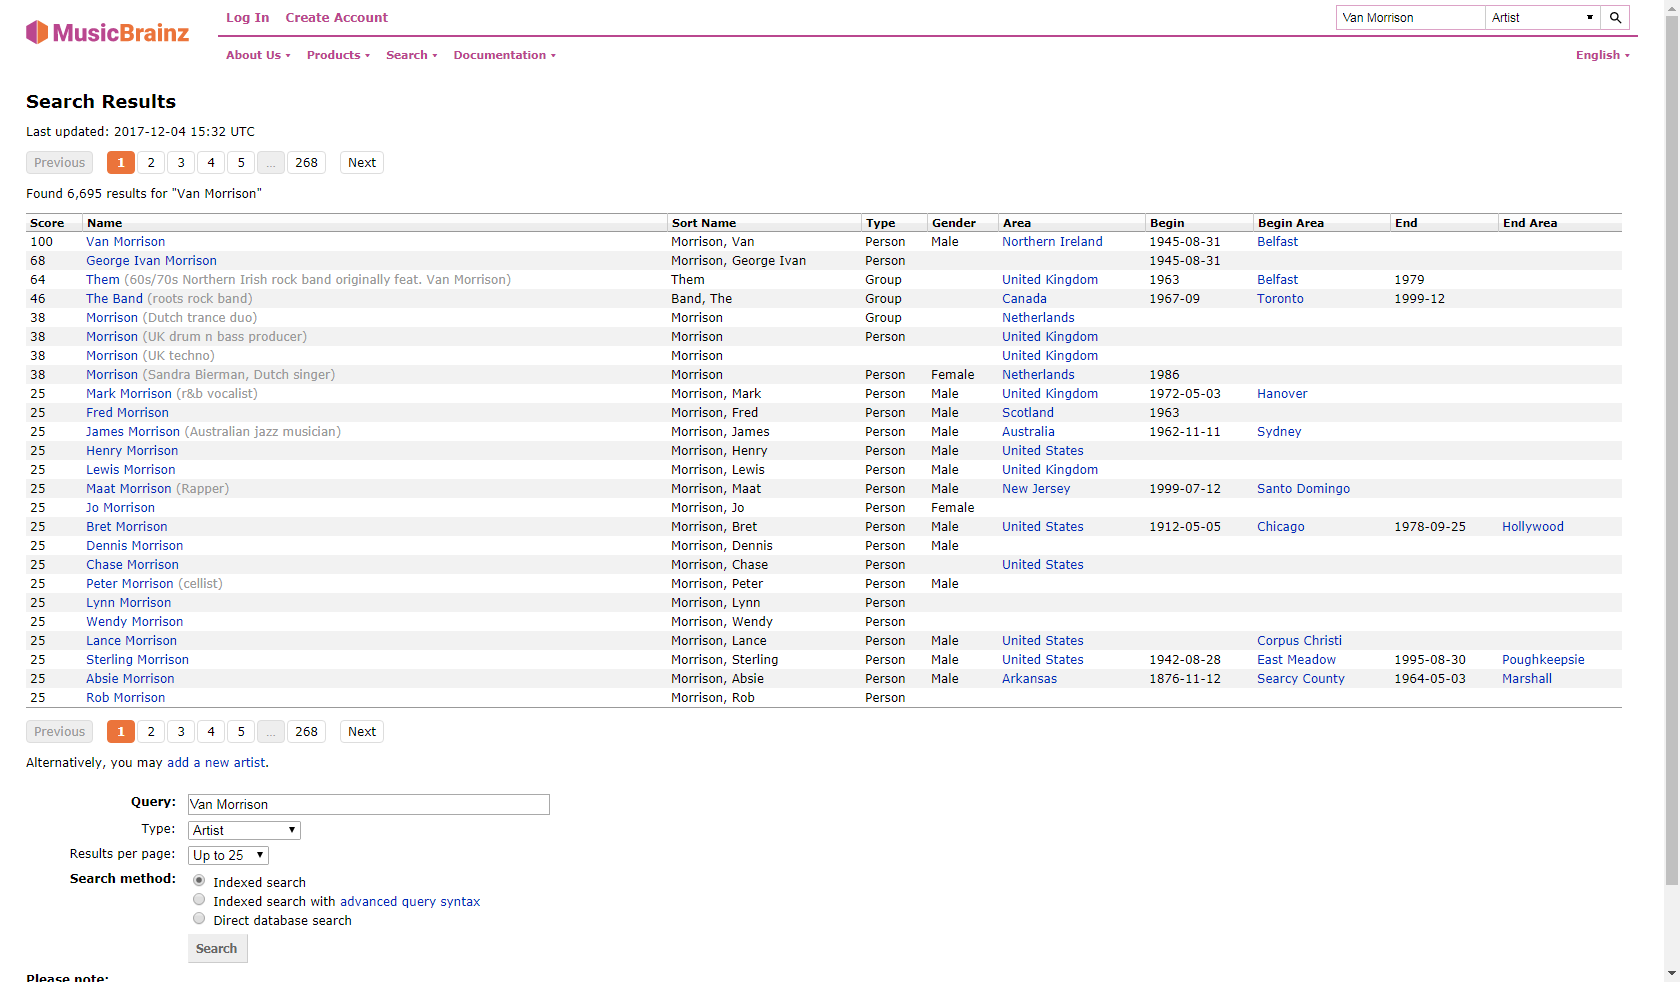 MusicBrainz
Log In Create Account
Van Morrison Artist
About Us Products Search Documentation English
Search Results
Last updated: 2017-12-04 15:32 UTC
Previous 1 2 3 4 5 ... 268 Next
Found 6,695 results for "Van Morrison"
Score Name Sort Name Type Gender Area Begin Begin Area End End Area
100 Van Morrison Morrison, Van Person Male Northern Ireland 1945-08-31 Belfast
68 George Ivan Morrison Morrison, George Ivan Person 1945-08-31
64 Them (60s/70s Northern Irish rock band originally feat. Van Morrison) Them Group United Kingdom 1963 Belfast 1979
46 The Band (roots rock band) Band, The Group Canada 1967-09 Toronto 1999-12
38 Morrison (Dutch trance duo) Morrison Group Netherlands
38 Morrison (UK drum n bass producer) Morrison Person United Kingdom
38 Morrison (UK techno) Morrison United Kingdom
38 Morrison (Sandra Bierman, Dutch singer) Morrison Person Female Netherlands 1986
25 Mark Morrison (r&b vocalist) Morrison, Mark Person Male United Kingdom 1972-05-03 Hanover
25 Fred Morrison Morrison, Fred Person Male Scotland 1963
25 James Morrison (Australian jazz musician) Morrison, James Person Male Australia 1962-11-11 Sydney
25 Henry Morrison Morrison, Henry Person Male United States
25 Lewis Morrison Morrison, Lewis Person Male United Kingdom
25 Maat Morrison (Rapper) Morrison, Maat Person Male New Jersey 1999-07-12 Santo Domingo
25 Jo Morrison Morrison, Jo Person Female
25 Bret Morrison Morrison, Bret Person Male United States 1912-05-05 Chicago 1978-09-25 Hollywood
25 Dennis Morrison Morrison, Dennis Person Male
25 Chase Morrison Morrison, Chase Person United States
25 Peter Morrison (cellist) Morrison, Peter Person Male
25 Lynn Morrison Morrison, Lynn Person
25 Wendy Morrison Morrison, Wendy Person
25 Lance Morrison Morrison, Lance Person Male United States Corpus Christi
25 Sterling Morrison Morrison, Sterling Person Male United States 1942-08-28 East Meadow 1995-08-30 Poughkeepsie
25 Absie Morrison Morrison, Absie Person Male Arkansas 1876-11-12 Searcy County 1964-05-03 Marshall
25 Rob Morrison Morrison, Rob Person
Previous 1 2 3 4 5 ... 268 Next
Alternatively, you may add a new artist.
Query: Van Morrison
Type: Artist
Results per page: Up to 25
Search method: Indexed search
Indexed search with advanced query syntax
Direct database search
Search
Please note: